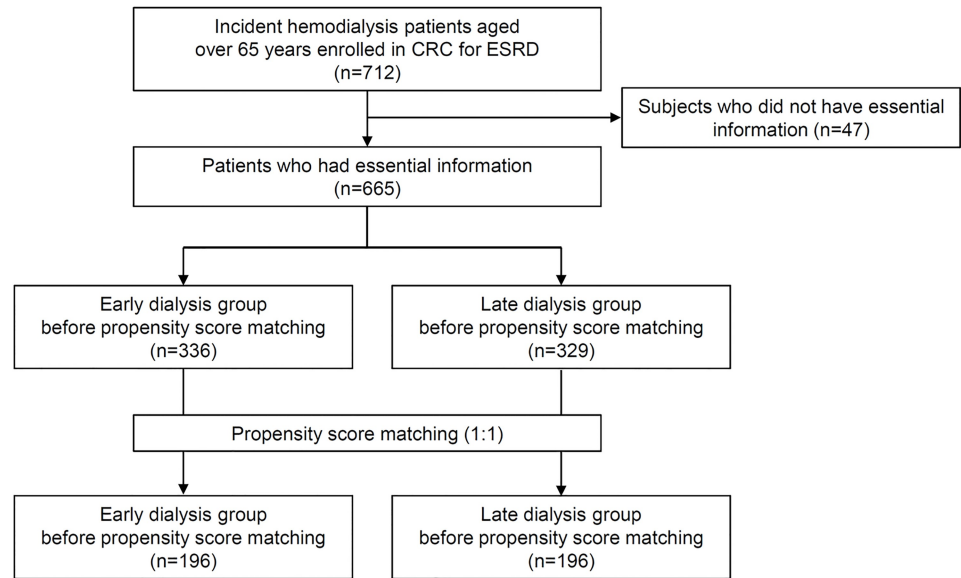 Incident hemodialysis patients aged
over 65 years enrolled in CRC for ESRD
(n=712)
Subjects who did not have essential
information (n=47)
Patients who had essential information
(n=665)
Early dialysis group
before propensity score matching
(n=336)
Late dialysis group
before propensity score matching
(n=329)
Propensity score matching (1:1)
Early dialysis group
before propensity score matching
(n=196)
Late dialysis group
before propensity score matching
(n=196)